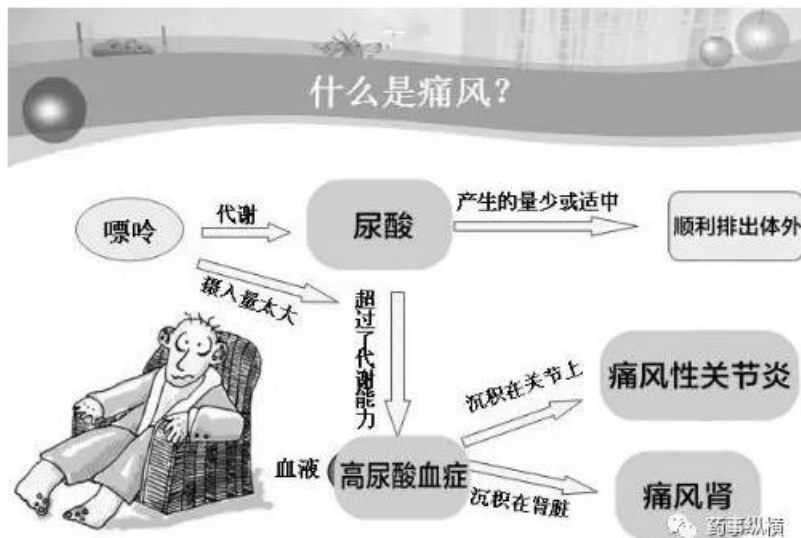 什么是痛风?
嘌呤
代谢
尿酸
产生的量少或适中
顺利排出体外
摄入量太大
超过了代谢能力
血液
高尿酸血症
沉积在关节上
痛风性关节炎
沉积在肾脏
痛风肾
药事纵横